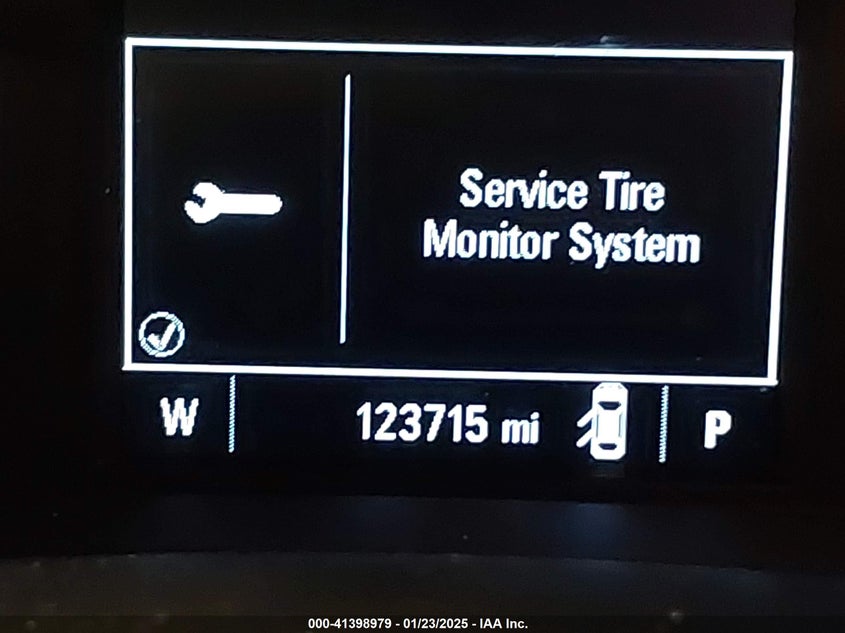 Service Tire
Monitor System
W 123715 mi P
000-41398979 - 01/23/2025 - IAA Inc.